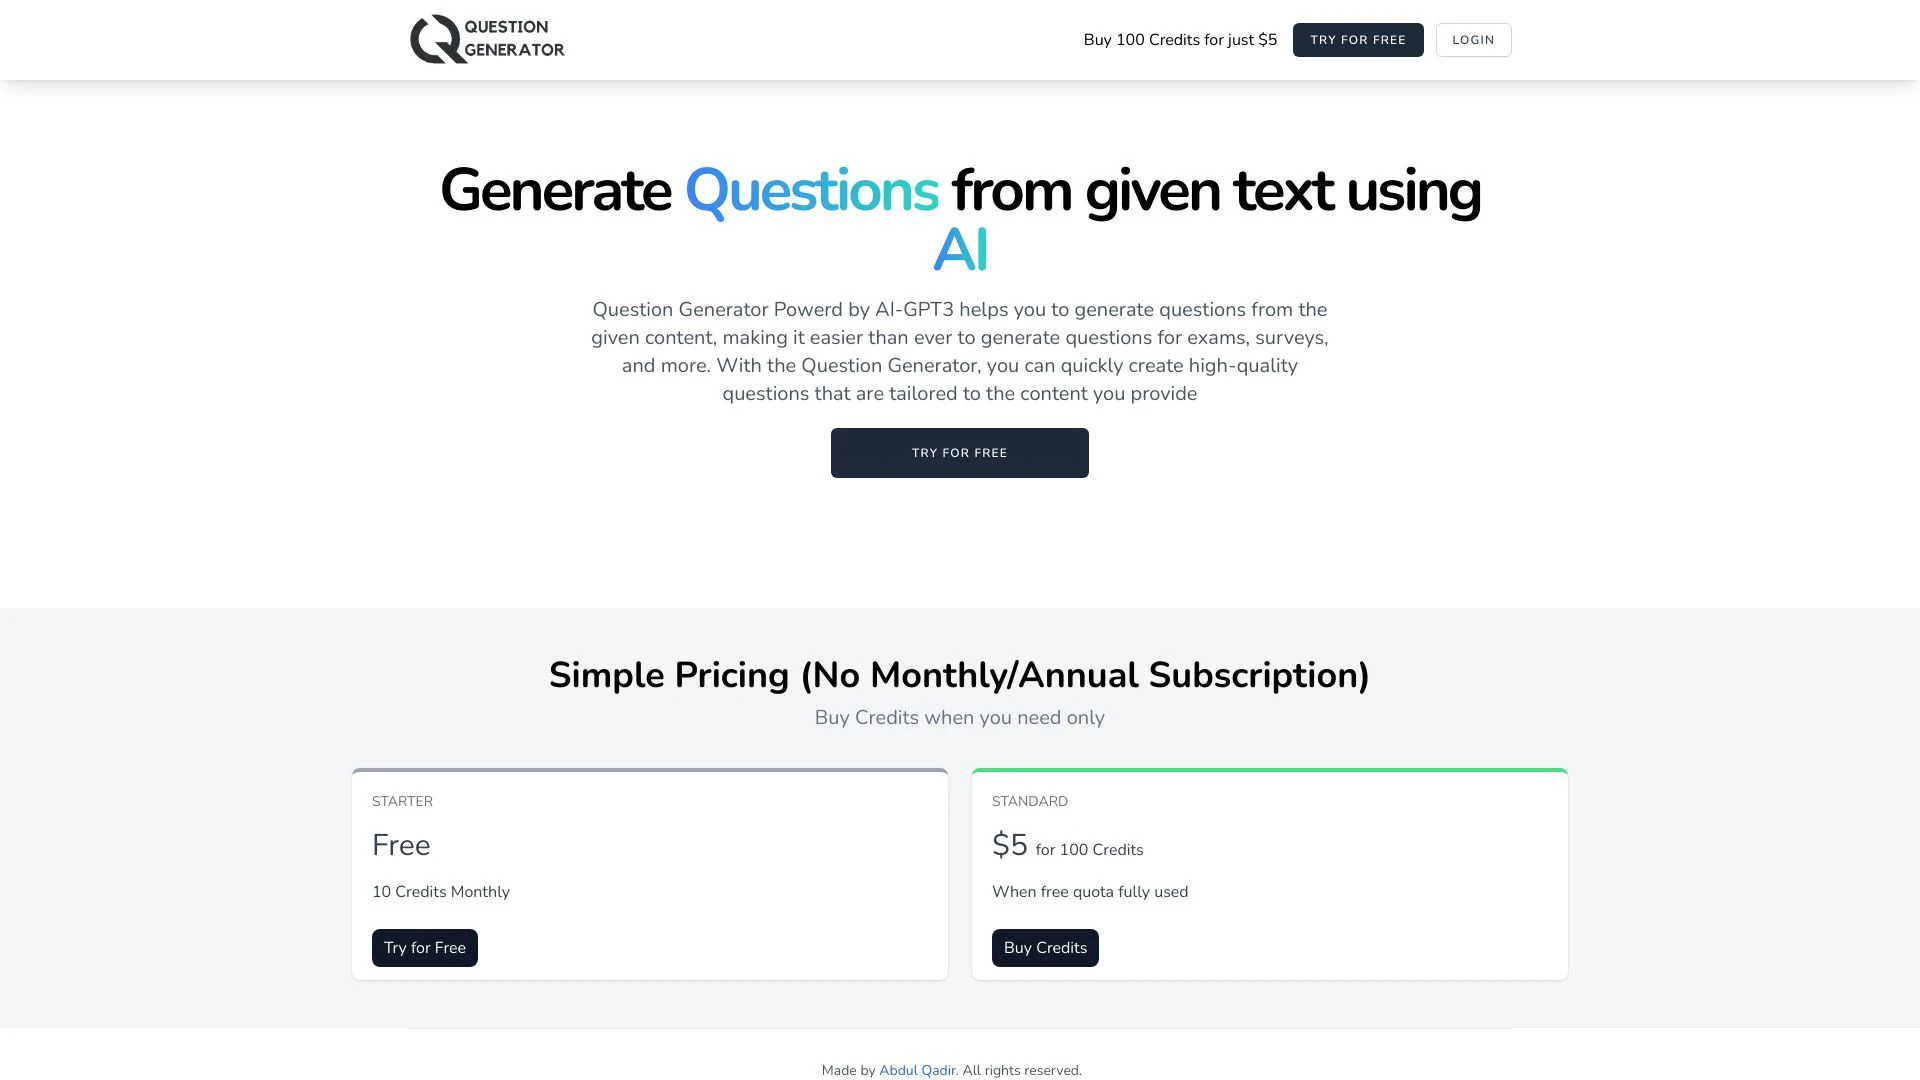 QUESTION
GENERATOR
Buy 100 Credits for just $5
TRY FOR FREE
LOGIN
Generate Questions from given text using
AI
Question Generator Powerd by AI-GPT3 helps you to generate questions from the
given content, making it easier than ever to generate questions for exams, surveys,
and more. With the Question Generator, you can quickly create high-quality
questions that are tailored to the content you provide
TRY FOR FREE
Simple Pricing (No Monthly/Annual Subscription)
Buy Credits when you need only
STARTER
Free
10 Credits Monthly
Try for Free
STANDARD
$5 for 100 Credits
When free quota fully used
Buy Credits
Made by Abdul Qadir. All rights reserved.